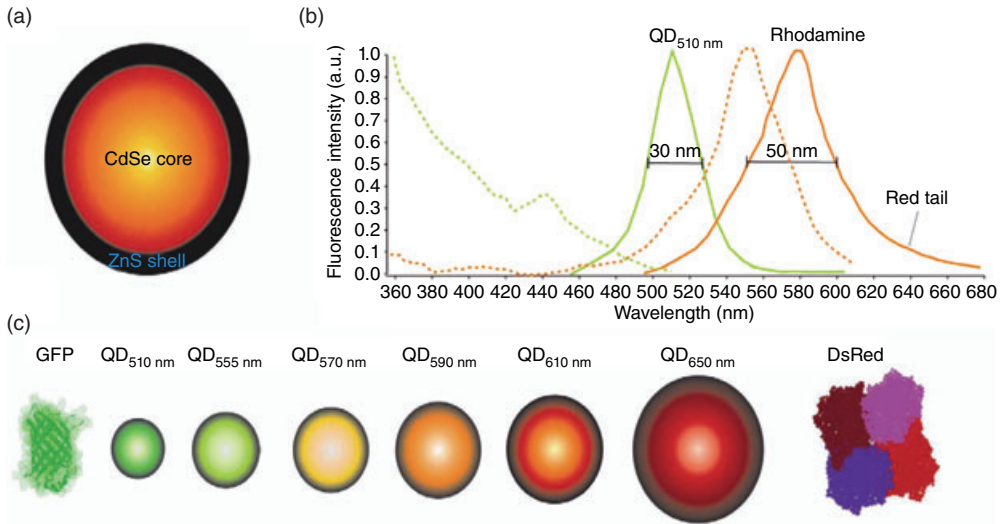 (a)
CdSe core
ZnS shell
(b)
QD510 nm
Rhodamine
Fluorescence intensity (a.u.)
1.0
0.9
0.8
0.7
0.6
0.5
0.4
0.3
0.2
0.1
0.0
30 nm
50 nm
Red tail
360 380 400 420 440 460 480 500 520 540 560 580 600 620 640 660 680
Wavelength (nm)
(c)
GFP QD510 nm QD555 nm QD570 nm QD590 nm QD610 nm QD650 nm DsRed